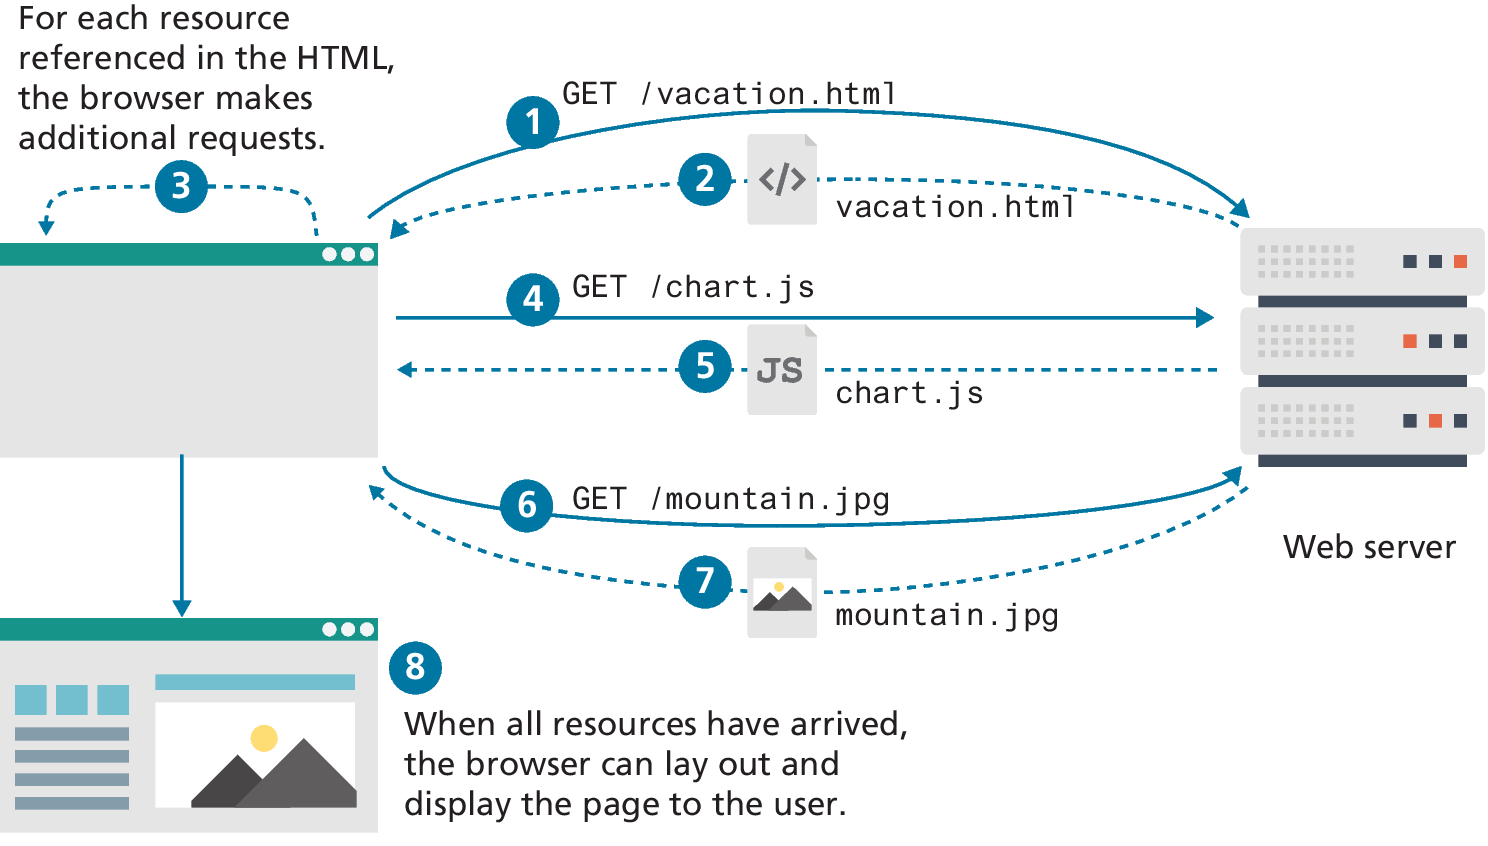 For each resource
referenced in the HTML,
the browser makes
additional requests.
3
1
GET /vacation.html
2
</>
vacation.html
4
GET /chart.js
5
JS
chart.js
6
GET /mountain.jpg
7
mountain.jpg
Web server
8
When all resources have arrived,
the browser can lay out and
display the page to the user.